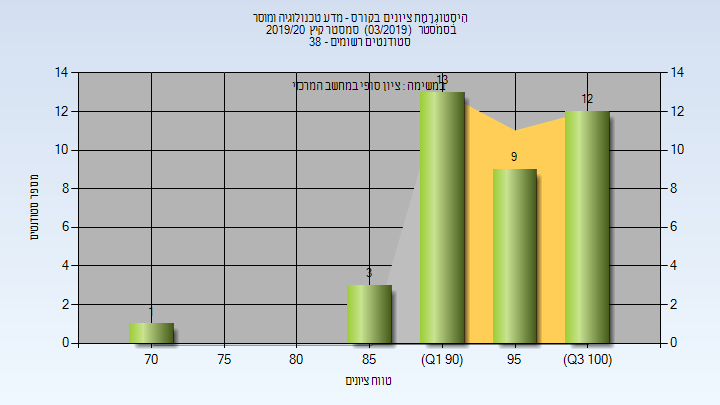 היסטוגרמת ציונים בקורס - מדע טכנולוגיה ומוסר
בסמסטר (03/2019) סמסטר קיץ 2019/20
סטודנטים רשומים - 38
במשימה : ציון סופי במחשב המרכזי
מספר סטודנטים
14 14
12 12
10 10
8 8
6 6
4 4
2 2
0 0
1 3 13 9 12
70 75 80 85 (Q1 90) 95 (Q3 100)
טווח ציונים